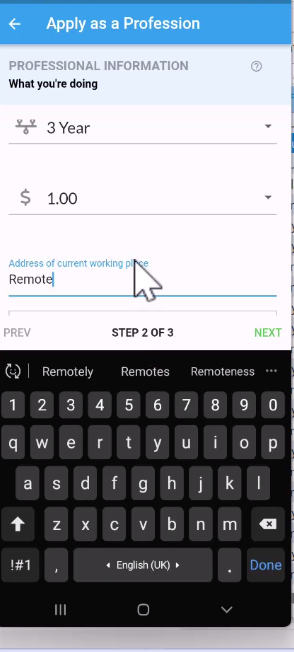 Apply as a Profession
PROFESSIONAL INFORMATION
What you're doing
3 Year
$ 1.00
Address of current working place
Remote
PREV STEP 2 OF 3 NEXT
Remotely Remotes Remoteness •••
1 2 3 4 5 6 7 8 9 0
q w e r t y u i o p
a s d f g h j k l
z x c v b n m
!#1 , English (UK) . Done